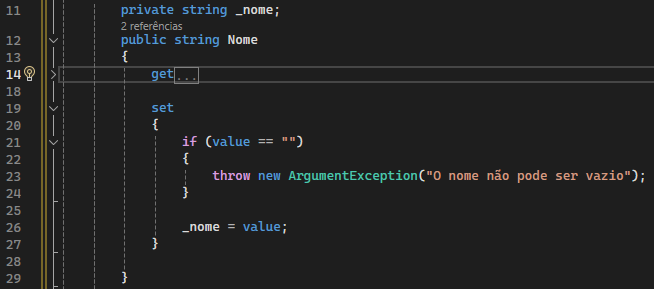 11 private string _nome;
2 referências
12 public string Nome
13 {
14 get...
18
19 set
20 {
21 if (value == "")
22 {
23 throw new ArgumentException("O nome não pode ser vazio");
24 }
25
26 _nome = value;
27 }
28
29 }